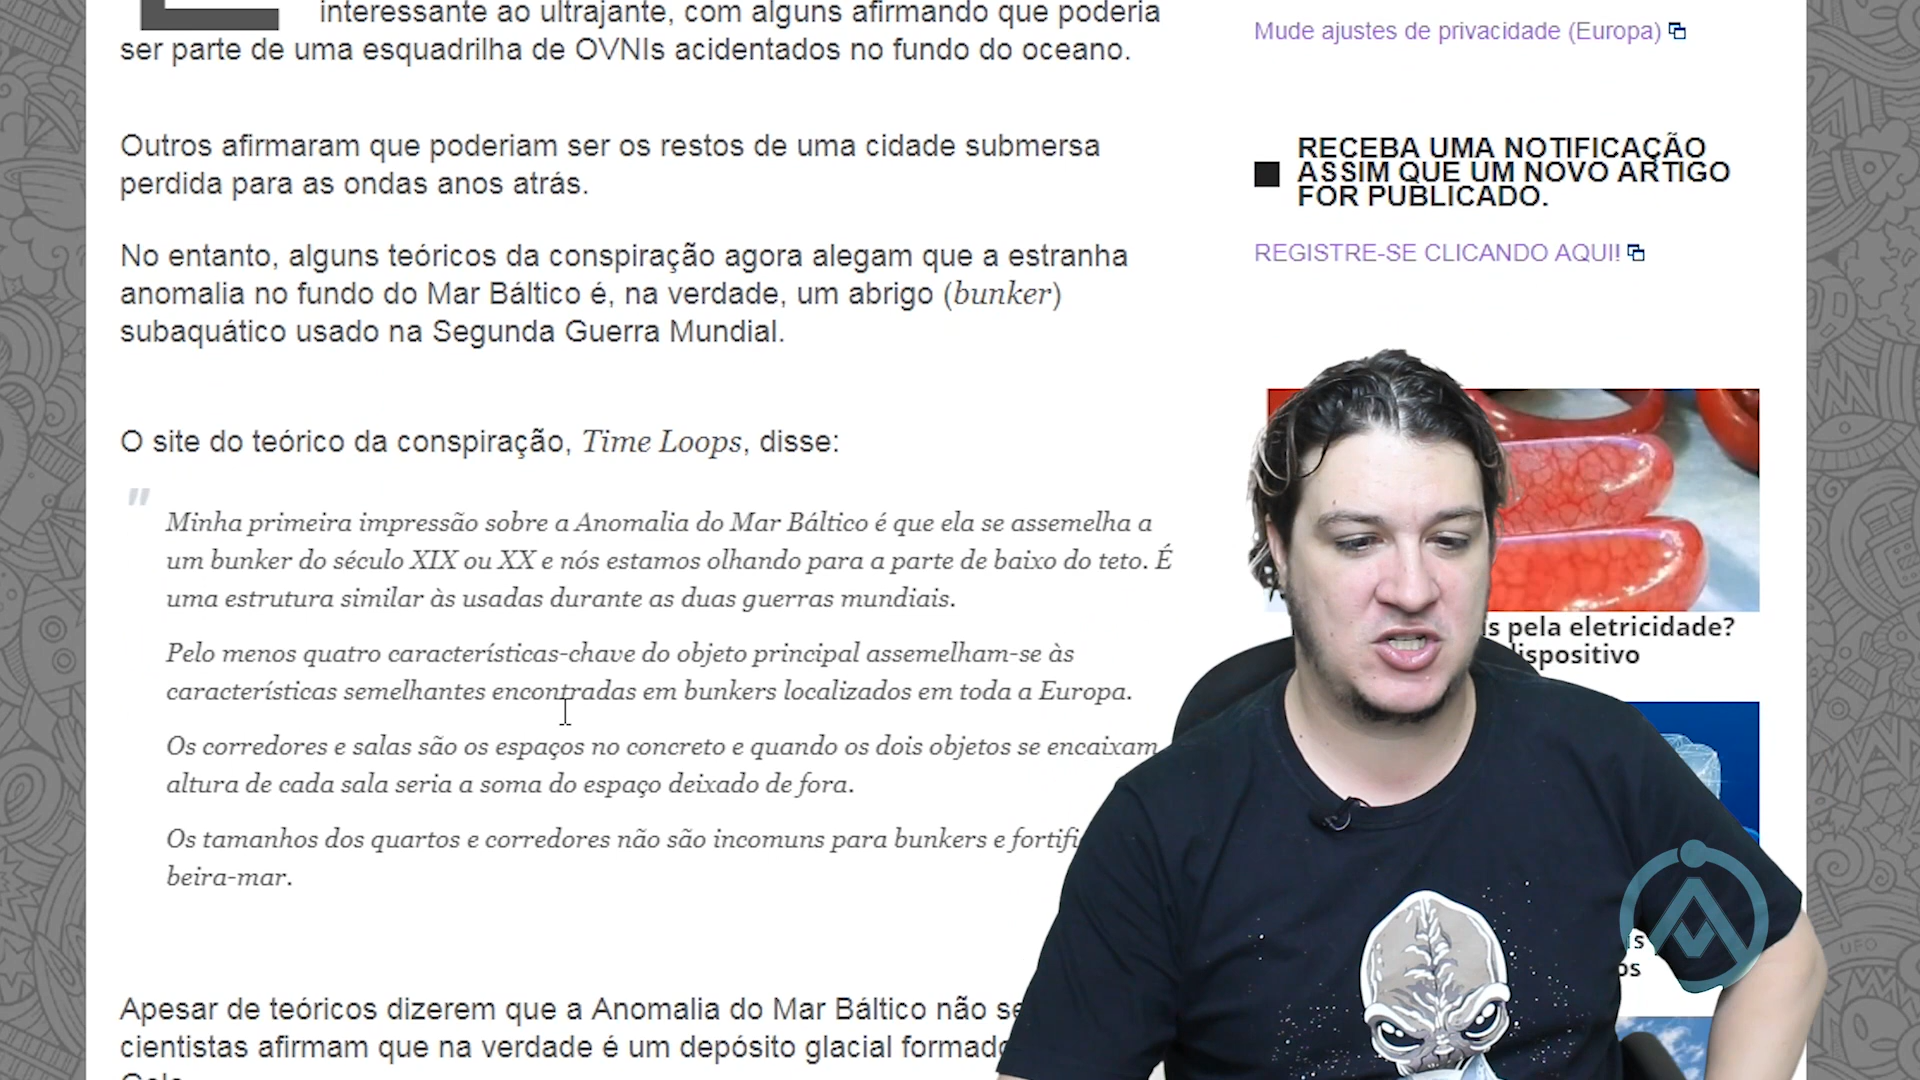 interessante ao ultrajante, com alguns afirmando que poderia
ser parte de uma esquadrilha de OVNIs acidentados no fundo do oceano.
Outros afirmaram que poderiam ser os restos de uma cidade submersa
perdida para as ondas anos atrás.
No entanto, alguns teóricos da conspiração agora alegam que a estranha
anomalia no fundo do Mar Báltico é, na verdade, um abrigo (bunker)
subaquático usado na Segunda Guerra Mundial.
O site do teórico da conspiração, Time Loops, disse:
"
Minha primeira impressão sobre a Anomalia do Mar Báltico é que ela se assemelha a
um bunker do século XIX ou XX e nós estamos olhando para a parte de baixo do teto. É
uma estrutura similar às usadas durante as duas guerras mundiais.
Pelo menos quatro características-chave do objeto principal assemelham-se às
características semelhantes encontradas em bunkers localizados em toda a Europa.
Os corredores e salas são os espaços no concreto e quando os dois objetos se encaixam
altura de cada sala seria a soma do espaço deixado de fora.
Os tamanhos dos quartos e corredores não são incomuns para bunkers e
beira-mar.
Apesar de teóricos dizerem que a Anomalia do Mar Báltico não
cientistas afirmam que na verdade é um depósito glacial
Mude ajustes de privacidade (Europa)
RECEBA UMA NOTIFICAÇÃO
ASSIM QUE UM NOVO ARTIGO
FOR PUBLICADO.
REGISTRE-SE CLICANDO AQUI!
pela eletricidade?
UFO